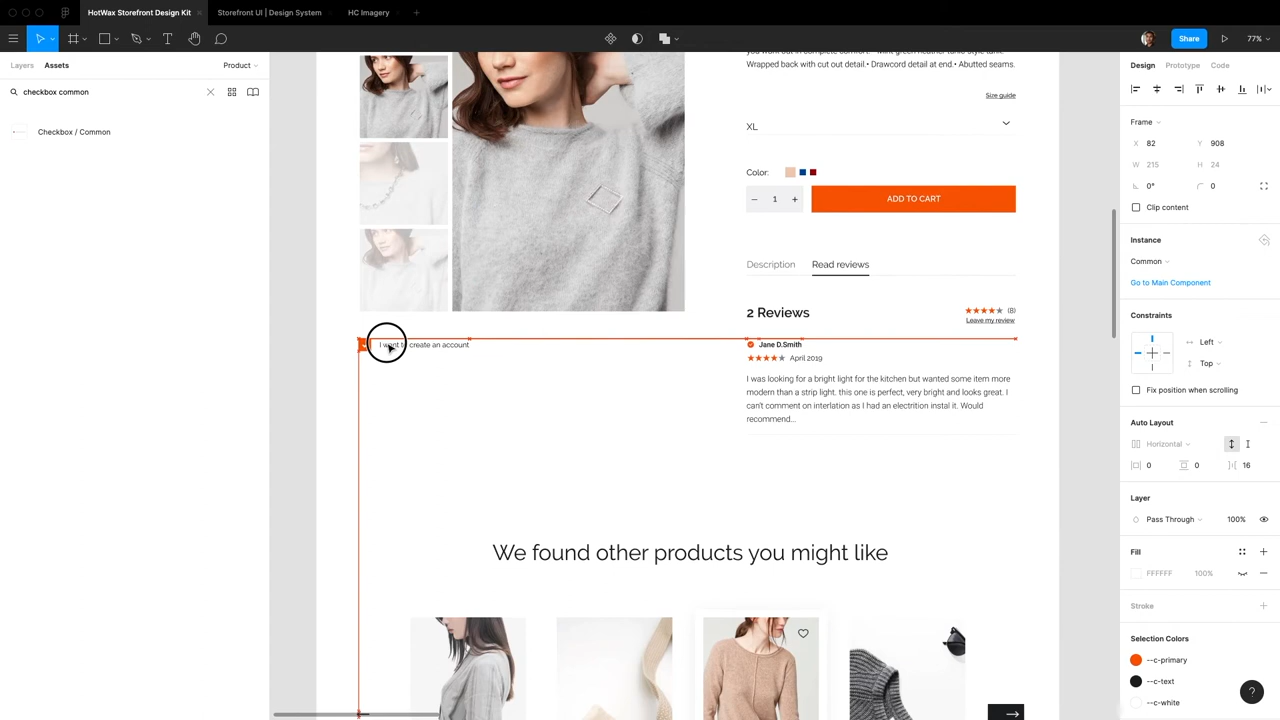 HotWax Storefront Design Kit
Storefront UI | Design System
HC Imagery
Share
77%
Layers
Assets
Product
Design
Prototype
Code
checkbox common
Checkbox / Common
Wrapped back with cut out detail.• Drawcord detail at end.• Abutted seams.
Size guide
XL
Color:
1
ADD TO CART
Description
Read reviews
2 Reviews
(8)
Leave my review
I want to create an account
Jane D.Smith
April 2019
I was looking for a bright light for the kitchen but wanted some item more
modern than a strip light. this one is perfect, very bright and looks great. I
can't comment on interlation as I had an electrition instal it. Would
recommend...
We found other products you might like
Frame
X 82
Y 908
W 215
H 24
0°
0
Clip content
Instance
Common
Go to Main Component
Constraints
Left
Top
Fix position when scrolling
Auto Layout
Horizontal
0
0
16
Layer
Pass Through
100%
Fill
FFFFFF
100%
Stroke
Selection Colors
--c-primary
--c-text
--c-white
?